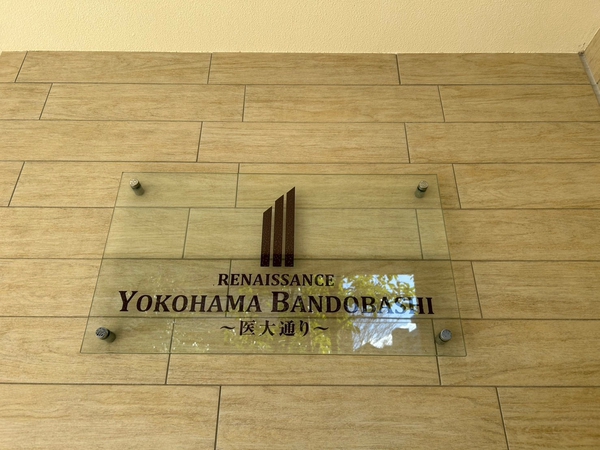 RENAISSANCE
YOKOHAMA BANDOBASHI
～医大通り～